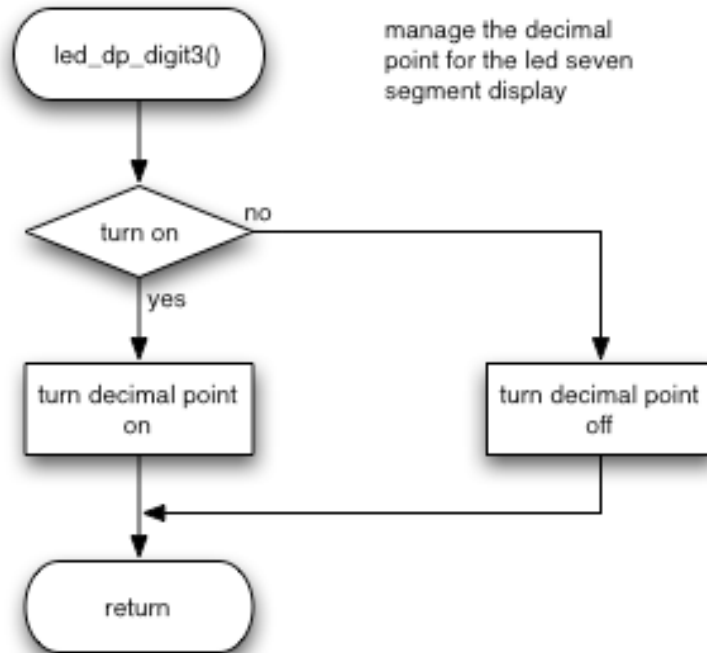 led_dp_digit3()
manage the decimal
point for the led seven
segment display
turn on
no
yes
turn decimal point
on
turn decimal point
off
return